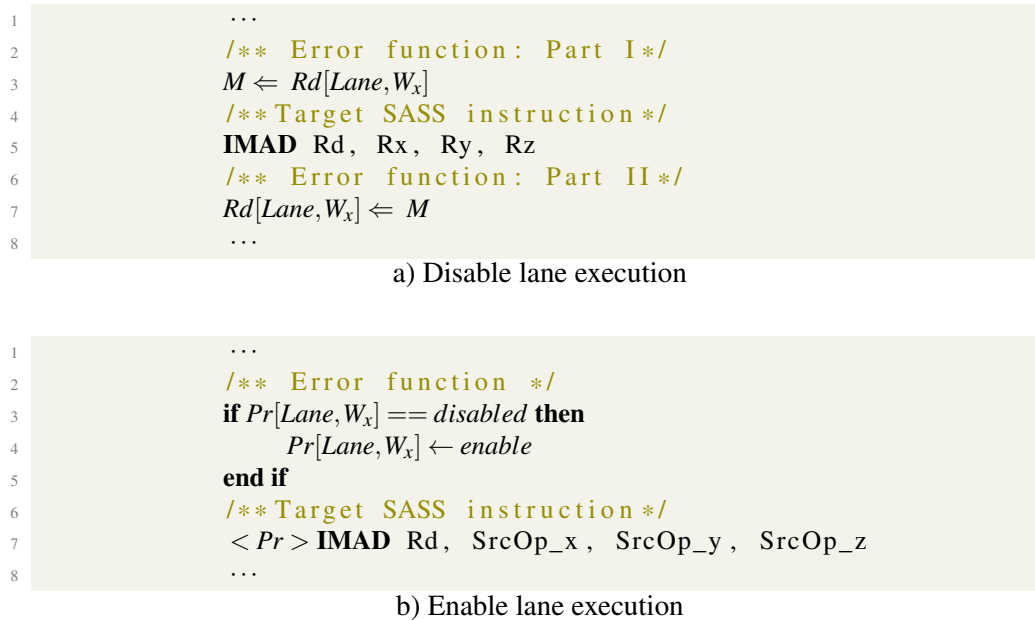 1 ...
2 /** Error function: Part I*/
3 M ⇐ Rd[Lane,Wx]
4 /**Target SASS instruction*/
5 IMAD Rd, Rx, Ry, Rz
6 /** Error function: Part II*/
7 Rd[Lane,Wx] ⇐ M
8 ...
a) Disable lane execution
1 ...
2 /** Error function */
3 if Pr[Lane,Wx] == disabled then
4 Pr[Lane,Wx] ← enable
5 end if
6 /**Target SASS instruction*/
7 < Pr > IMAD Rd, SrcOp_x, SrcOp_y, SrcOp_z
8 ...
b) Enable lane execution